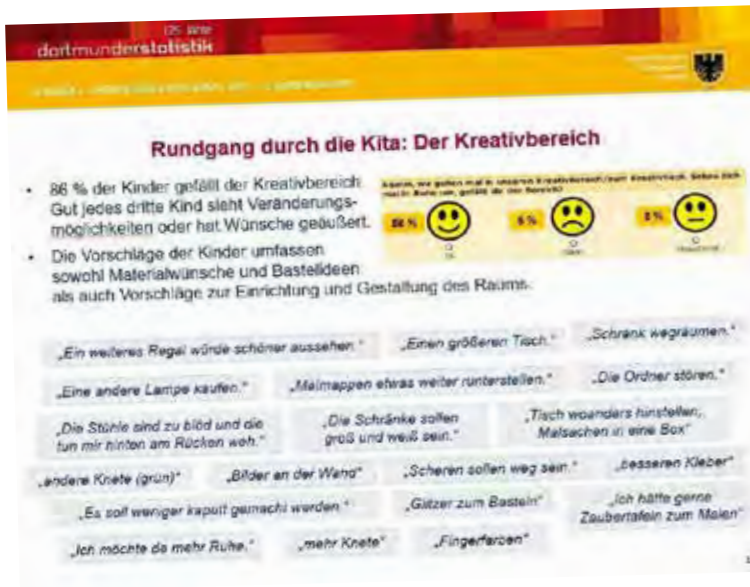 125 Jahre
dortmunderstatistik
Rundgang durch die Kita: Der Kreativbereich
• 86 % der Kinder gefällt der Kreativbereich.
Gut jedes dritte Kind sieht Veränderungs-
möglichkeiten oder hat Wünsche geäußert.
• Die Vorschläge der Kinder umfassen
sowohl Materialwünsche und Bastelideen
als auch Vorschläge zur Einrichtung und Gestaltung des Raums.
86 %
6 %
8 %
„Ein weiteres Regal würde schöner aussehen.“ „Einen größeren Tisch.“ „Schrank wegräumen.“
„Eine andere Lampe kaufen.“ „Malmappen etwas weiter runterstellen.“ „Die Ordner stören.“
„Die Stühle sind zu blöd und die
tun mir hinten am Rücken weh.“
„Die Schränke sollen
groß und weiß sein.“
„Tisch woanders hinstellen,
Malsachen in eine Box“
„andere Knete (grün)“ „Bilder an der Wand“ „Scheren sollen weg sein.“ „besseren Kleber“
„Es soll weniger kaputt gemacht werden.“ „Glitzer zum Basteln“
„Ich hätte gerne
Zaubertafeln zum Malen“
„Ich möchte da mehr Ruhe.“ „mehr Knete“ „Fingerfarben“